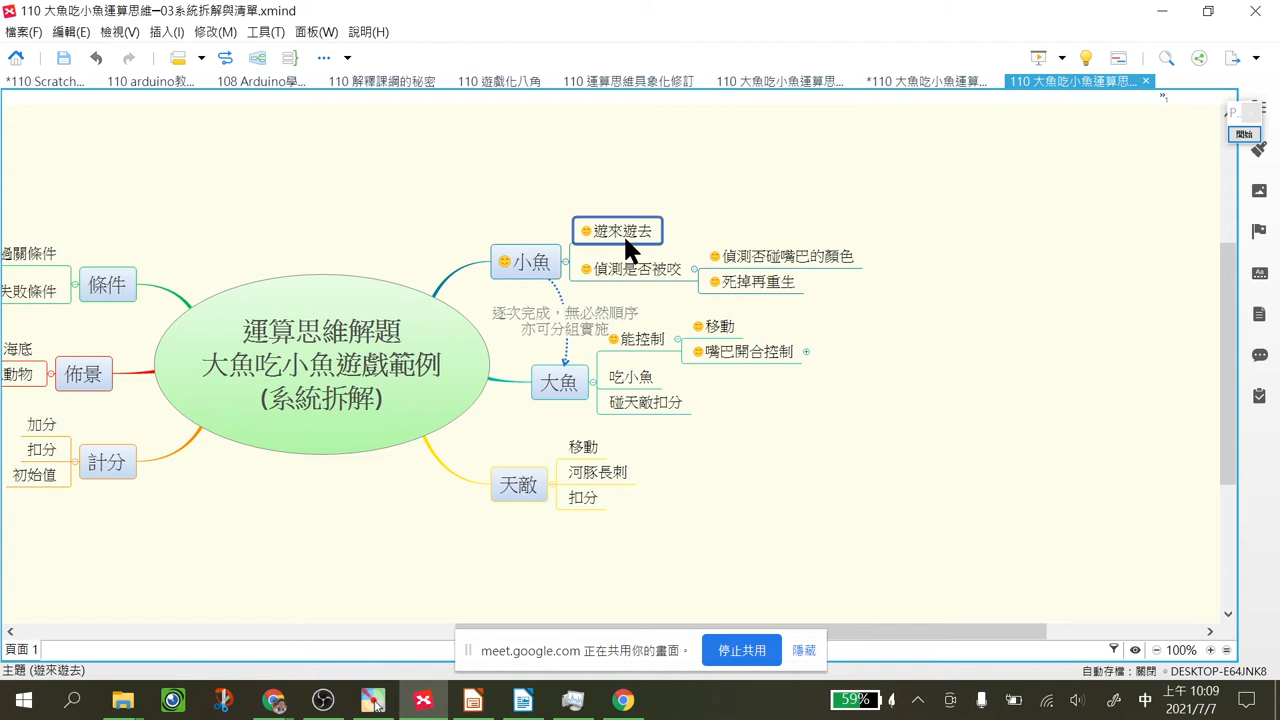 110 大魚吃小魚運算思維─03系統拆解與清單.xmind
檔案(F) 編輯(E) 檢視(V) 插入(I) 修改(M) 工具(T) 面板(W) 說明(H)
*110 Scratch... 110 arduino教... 108 Arduino學... 110 解釋課綱的秘密 110 遊戲化八角 110 運算思維具象化修訂 110 大魚吃小魚運算思... *110 大魚吃小魚運算... 110 大魚吃小魚運算思...
P...
開始
過關條件
失敗條件
條件
海底
動物
佈景
加分
扣分
初始值
計分
運算思維解題
大魚吃小魚遊戲範例
(系統拆解)
小魚
遊來遊去
偵測是否被咬
偵測否碰嘴巴的顏色
死掉再重生
逐次完成，無必然順序
亦可分組實施
大魚
能控制
移動
嘴巴開合控制
吃小魚
碰天敵扣分
天敵
移動
河豚長刺
扣分
meet.google.com 正在共用你的畫面。 停止共用 隱藏
頁面 1
100%
主題 (遊來遊去)
自動存檔：關閉
DESKTOP-E64JNK8
59%
中
上午 10:09
2021/7/7